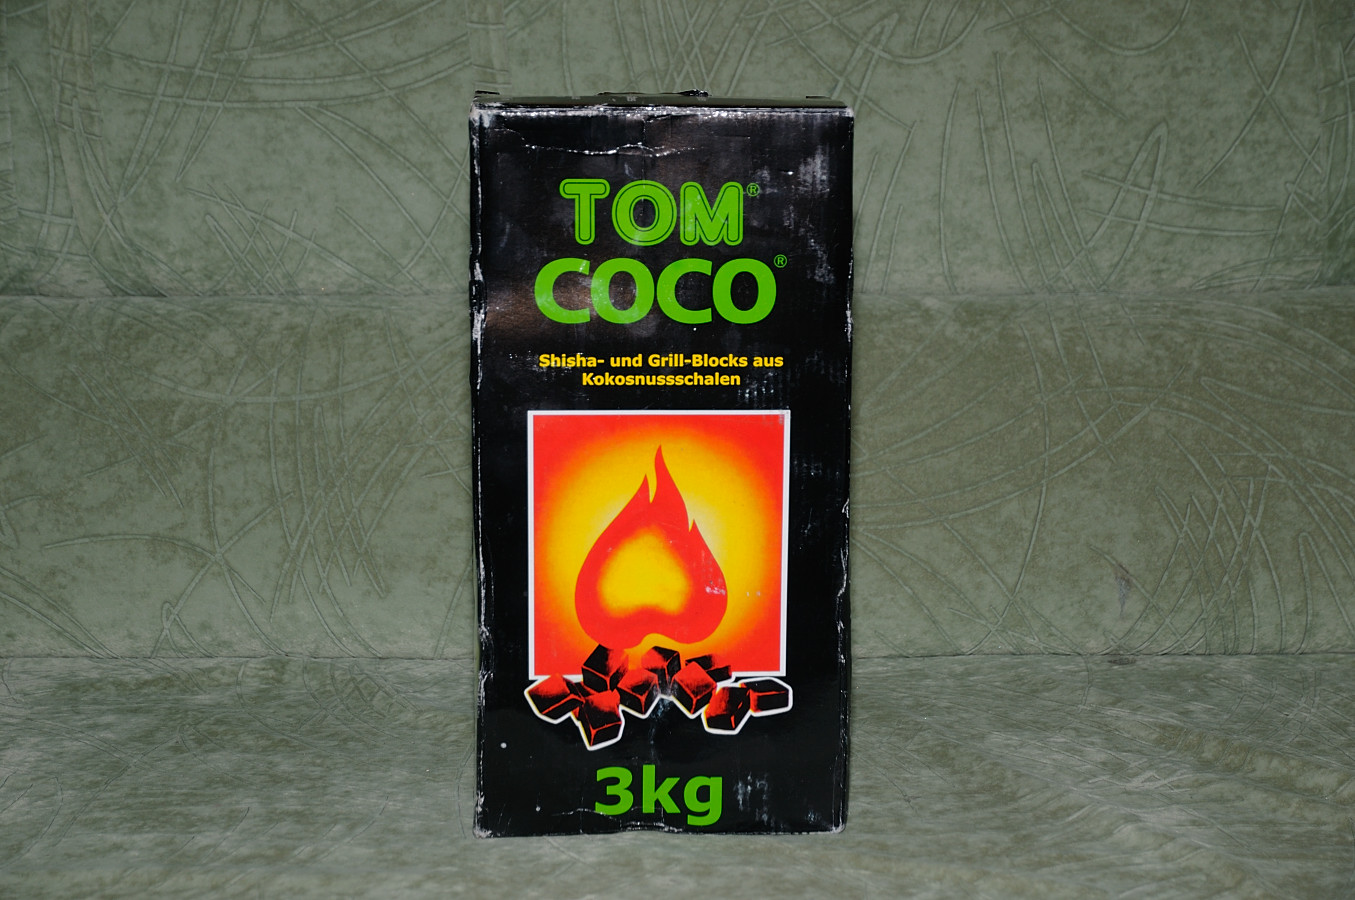 TOM®
COCO®
Shisha- und Grill-Blocks aus
Kokosnussschalen
3kg